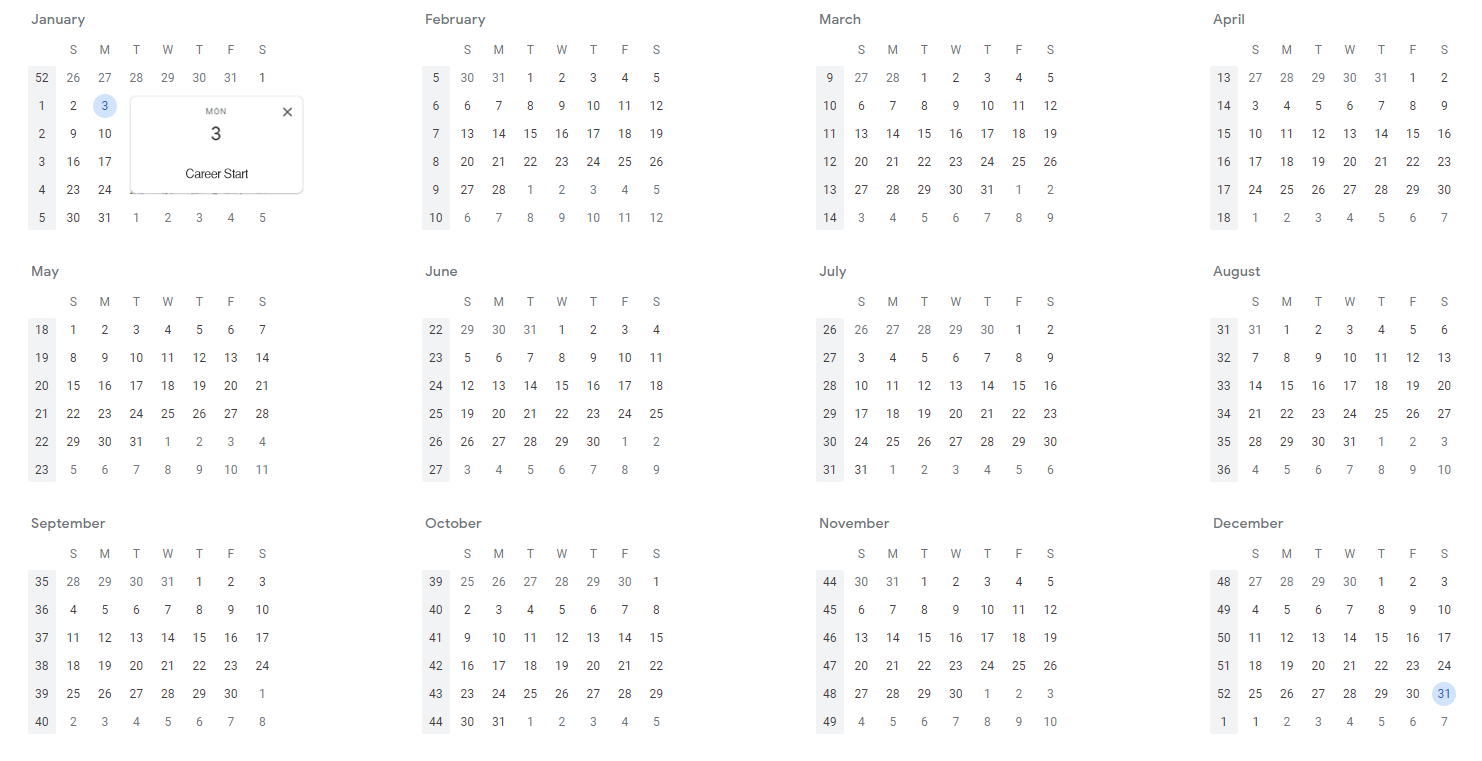 January
S M T W T F S
52 26 27 28 29 30 31 1
1 2 3
2 9 10
3 16 17
4 23 24
5 30 31 1 2 3 4 5
MON
3
Career Start
February
S M T W T F S
5 30 31 1 2 3 4 5
6 6 7 8 9 10 11 12
7 13 14 15 16 17 18 19
8 20 21 22 23 24 25 26
9 27 28 1 2 3 4 5
10 6 7 8 9 10 11 12
March
S M T W T F S
9 27 28 1 2 3 4 5
10 6 7 8 9 10 11 12
11 13 14 15 16 17 18 19
12 20 21 22 23 24 25 26
13 27 28 29 30 31 1 2
14 3 4 5 6 7 8 9
April
S M T W T F S
13 27 28 29 30 31 1 2
14 3 4 5 6 7 8 9
15 10 11 12 13 14 15 16
16 17 18 19 20 21 22 23
17 24 25 26 27 28 29 30
18 1 2 3 4 5 6 7
May
S M T W T F S
18 1 2 3 4 5 6 7
19 8 9 10 11 12 13 14
20 15 16 17 18 19 20 21
21 22 23 24 25 26 27 28
22 29 30 31 1 2 3 4
23 5 6 7 8 9 10 11
June
S M T W T F S
22 29 30 31 1 2 3 4
23 5 6 7 8 9 10 11
24 12 13 14 15 16 17 18
25 19 20 21 22 23 24 25
26 26 27 28 29 30 1 2
27 3 4 5 6 7 8 9
July
S M T W T F S
26 26 27 28 29 30 1 2
27 3 4 5 6 7 8 9
28 10 11 12 13 14 15 16
29 17 18 19 20 21 22 23
30 24 25 26 27 28 29 30
31 31 1 2 3 4 5 6
August
S M T W T F S
31 31 1 2 3 4 5 6
32 7 8 9 10 11 12 13
33 14 15 16 17 18 19 20
34 21 22 23 24 25 26 27
35 28 29 30 31 1 2 3
36 4 5 6 7 8 9 10
September
S M T W T F S
35 28 29 30 31 1 2 3
36 4 5 6 7 8 9 10
37 11 12 13 14 15 16 17
38 18 19 20 21 22 23 24
39 25 26 27 28 29 30 1
40 2 3 4 5 6 7 8
October
S M T W T F S
39 25 26 27 28 29 30 1
40 2 3 4 5 6 7 8
41 9 10 11 12 13 14 15
42 16 17 18 19 20 21 22
43 23 24 25 26 27 28 29
44 30 31 1 2 3 4 5
November
S M T W T F S
44 30 31 1 2 3 4 5
45 6 7 8 9 10 11 12
46 13 14 15 16 17 18 19
47 20 21 22 23 24 25 26
48 27 28 29 30 1 2 3
49 4 5 6 7 8 9 10
December
S M T W T F S
48 27 28 29 30 1 2 3
49 4 5 6 7 8 9 10
50 11 12 13 14 15 16 17
51 18 19 20 21 22 23 24
52 25 26 27 28 29 30 31
1 1 2 3 4 5 6 7